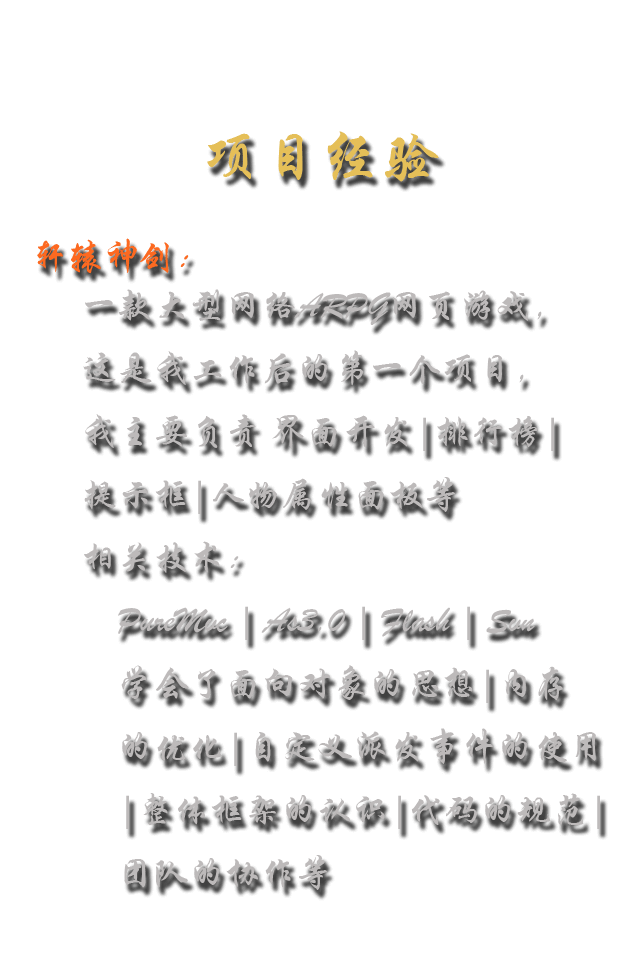 项目经验
轩辕神剑:
一款大型网络ARPG网页游戏,
这是我工作后的第一个项目,
我主要负责 界面开发|排行榜|
提示框|人物属性面板等
相关技术:
PureMvc | As3.0 | Flash | Svn
学会了面向对象的思想|内存
的优化|自定义派发事件的使用
|整体框架的认识|代码的规范|
团队的协作等